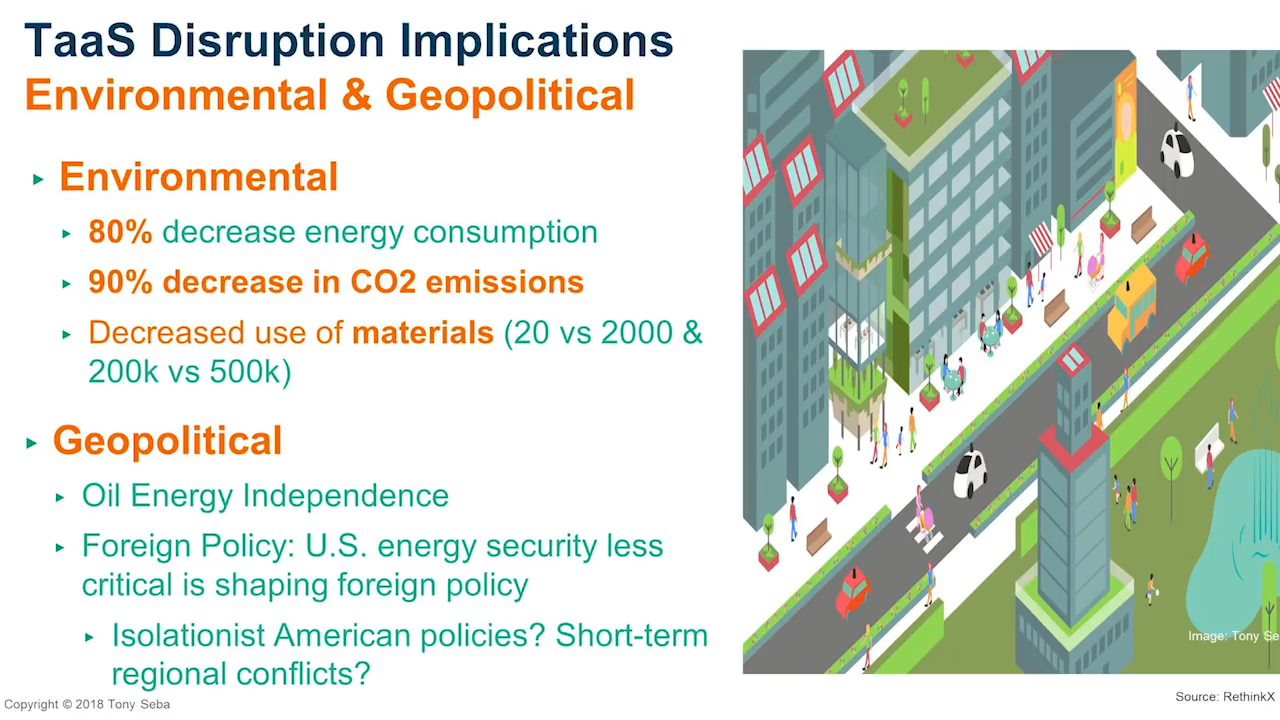 TaaS Disruption Implications
Environmental & Geopolitical
Environmental
80% decrease energy consumption
90% decrease in CO2 emissions
Decreased use of materials (20 vs 2000 &
200k vs 500k)
Geopolitical
Oil Energy Independence
Foreign Policy: U.S. energy security less
critical is shaping foreign policy
Isolationist American policies? Short-term
regional conflicts?
Image: Tony Se
Source: RethinkX
Copyright © 2018 Tony Seba